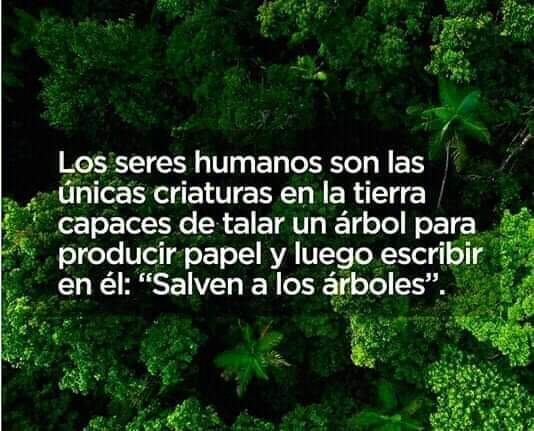 Los seres humanos son las
únicas criaturas en la tierra
capaces de talar un árbol para
producir papel y luego escribir
en él: “Salven a los árboles”.